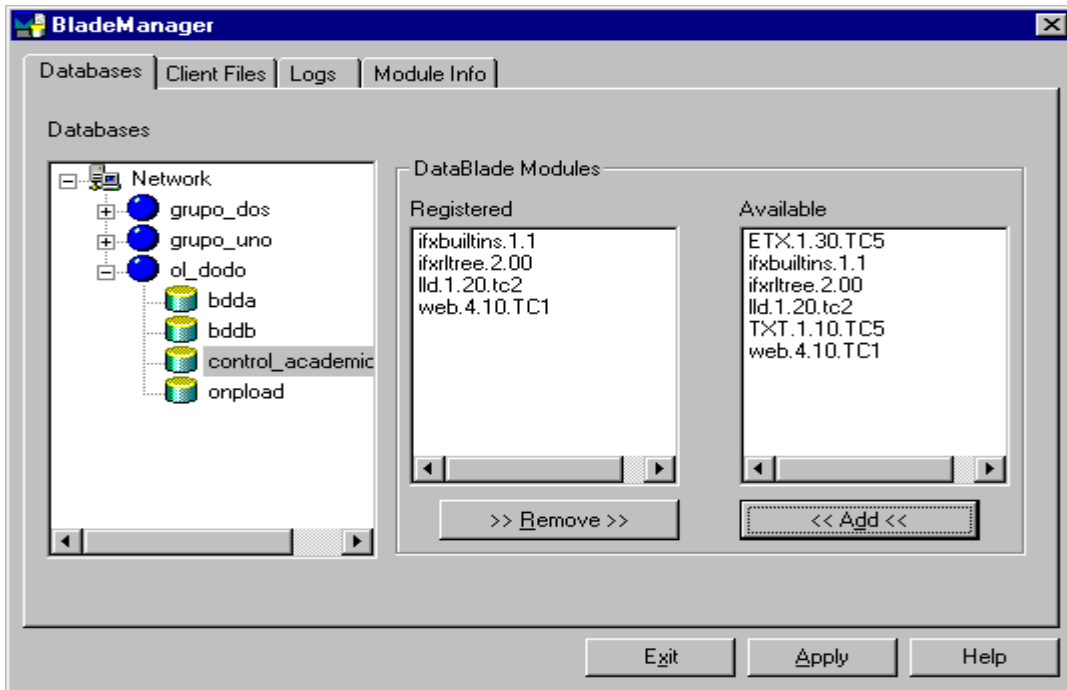 BladeManager
Databases Client Files Logs Module Info
Databases
Network
grupo_dos
grupo_uno
ol_dodo
bdda
bddb
control_academic
onpload
DataBlade Modules
Registered
ifxbuiltins.1.1
ifxrltree.2.00
lld.1.20.tc2
web.4.10.TC1
>> Remove >>
Available
ETX.1.30.TC5
ifxbuiltins.1.1
ifxrltree.2.00
lld.1.20.tc2
TXT.1.10.TC5
web.4.10.TC1
<< Add <<
Exit Apply Help